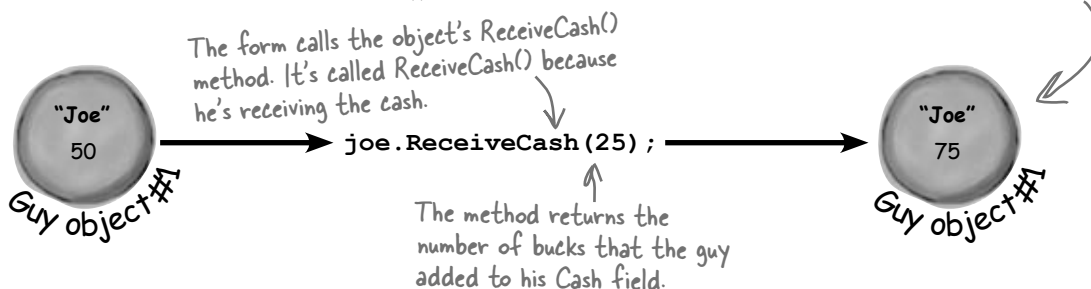 The form calls the object's ReceiveCash()
method. It's called ReceiveCash() because
he's receiving the cash.
"Joe"
50
Guy object#1
joe.ReceiveCash(25);
"Joe"
75
Guy object#1
The method returns the
number of bucks that the guy
added to his Cash field.